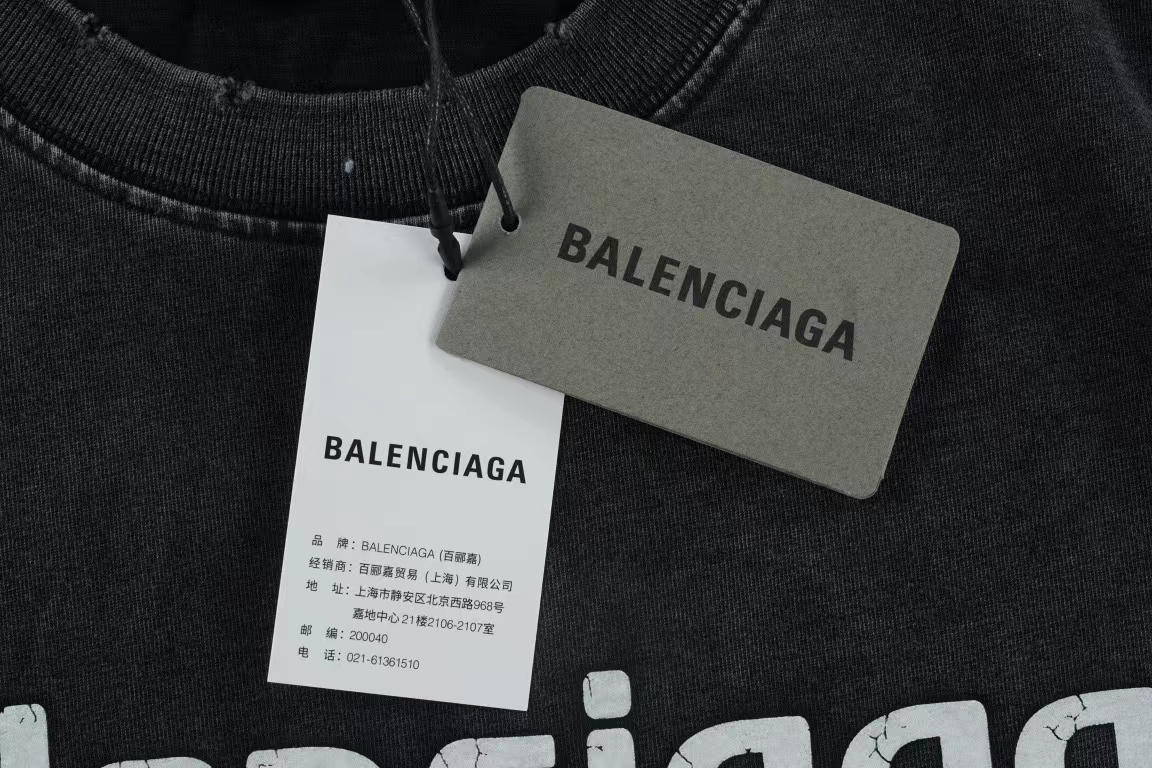 BALENCIAGA
BALENCIAGA
品 牌：BALENCIAGA (百郦嘉)
经销商：百郦嘉贸易（上海）有限公司
地 址：上海市静安区北京西路968号
嘉地中心21楼2106-2107室
邮 编：200040
电 话：021-61361510